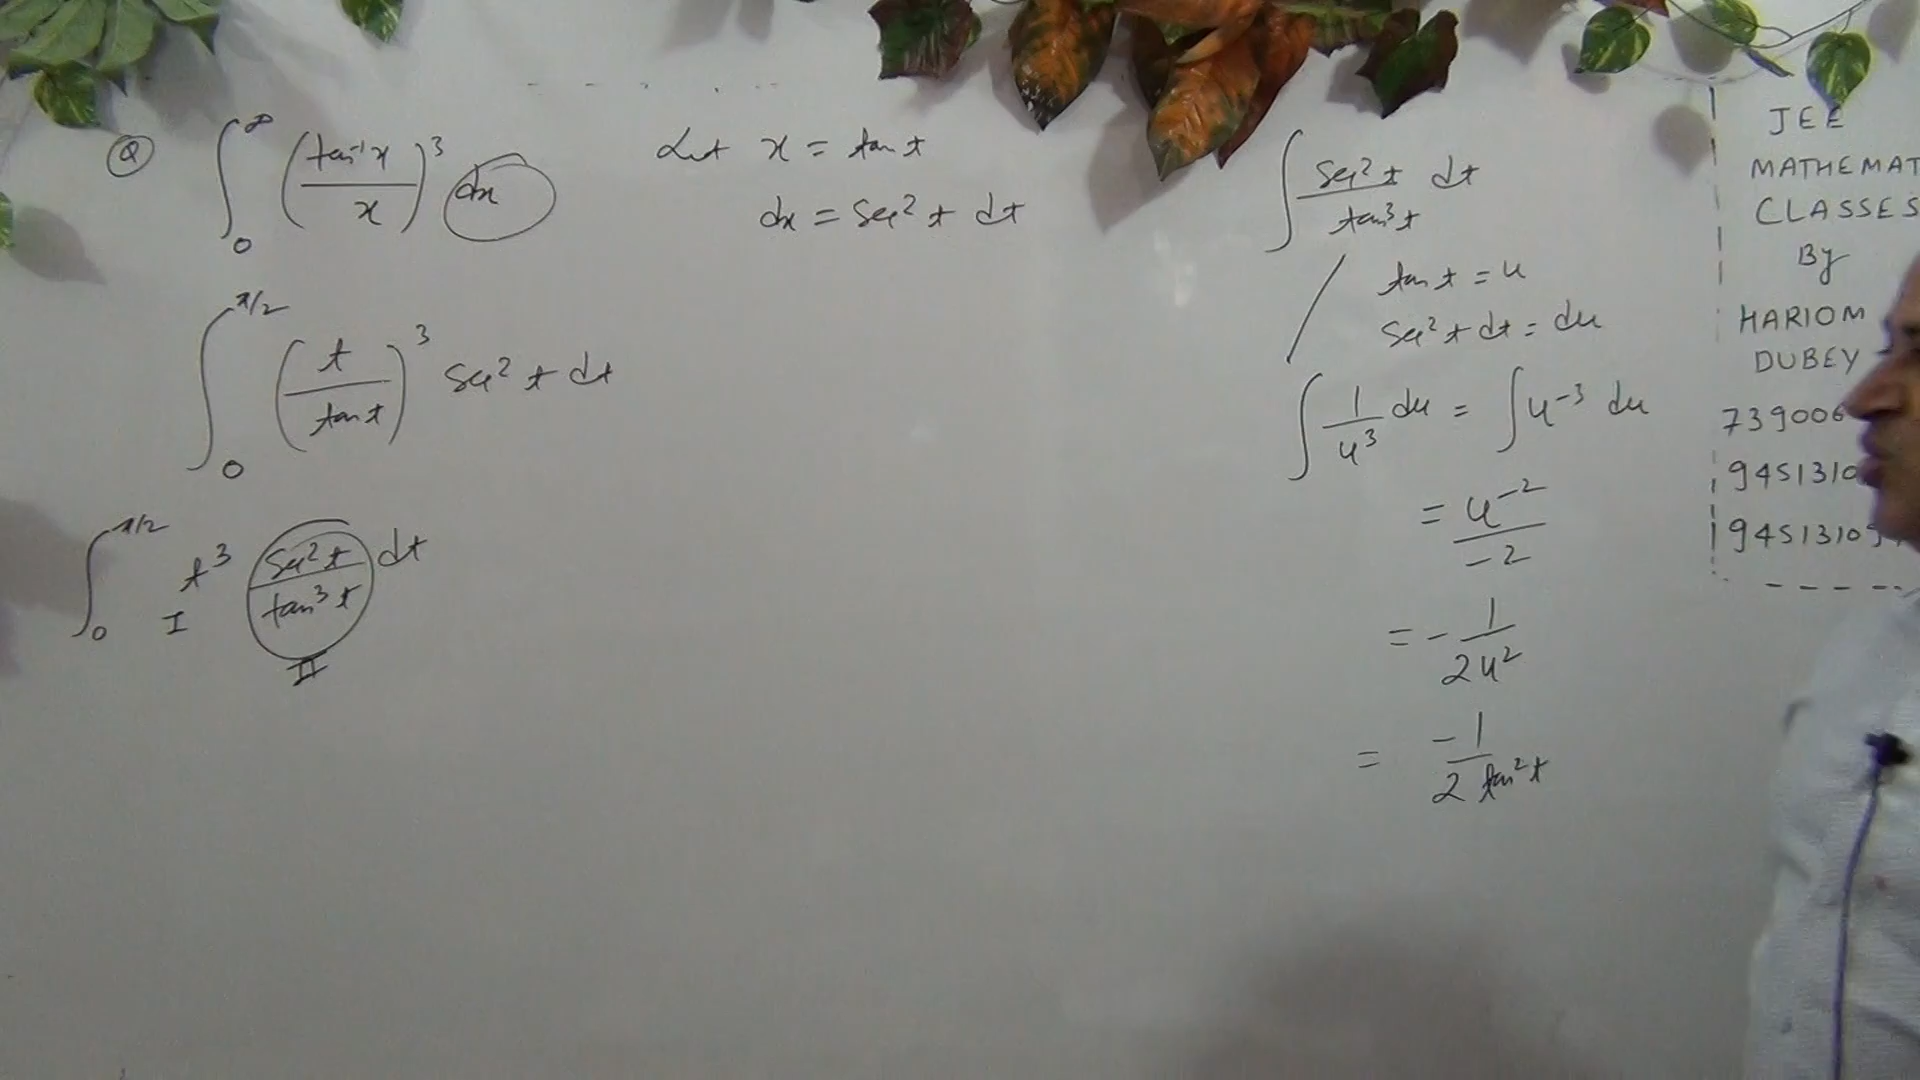 Q ∫₀^∞ (tan⁻¹x / x)³ dx
Let x = tan t
dx = sec² t dt
∫₀^π/2 (t / tan t)³ sec² t dt
∫₀^π/2 t³ sec² t / tan³ t dt
I II
∫ sec² t / tan³ t dt
tan t = u
sec² t dt = du
∫ 1/u³ du = ∫ u⁻³ du
= u⁻² / -2
= - 1 / 2u²
= -1 / 2 tan² t
JEE
MATHEMAT
CLASSES
By
HARIOM
DUBEY
739006
9451310
94513109